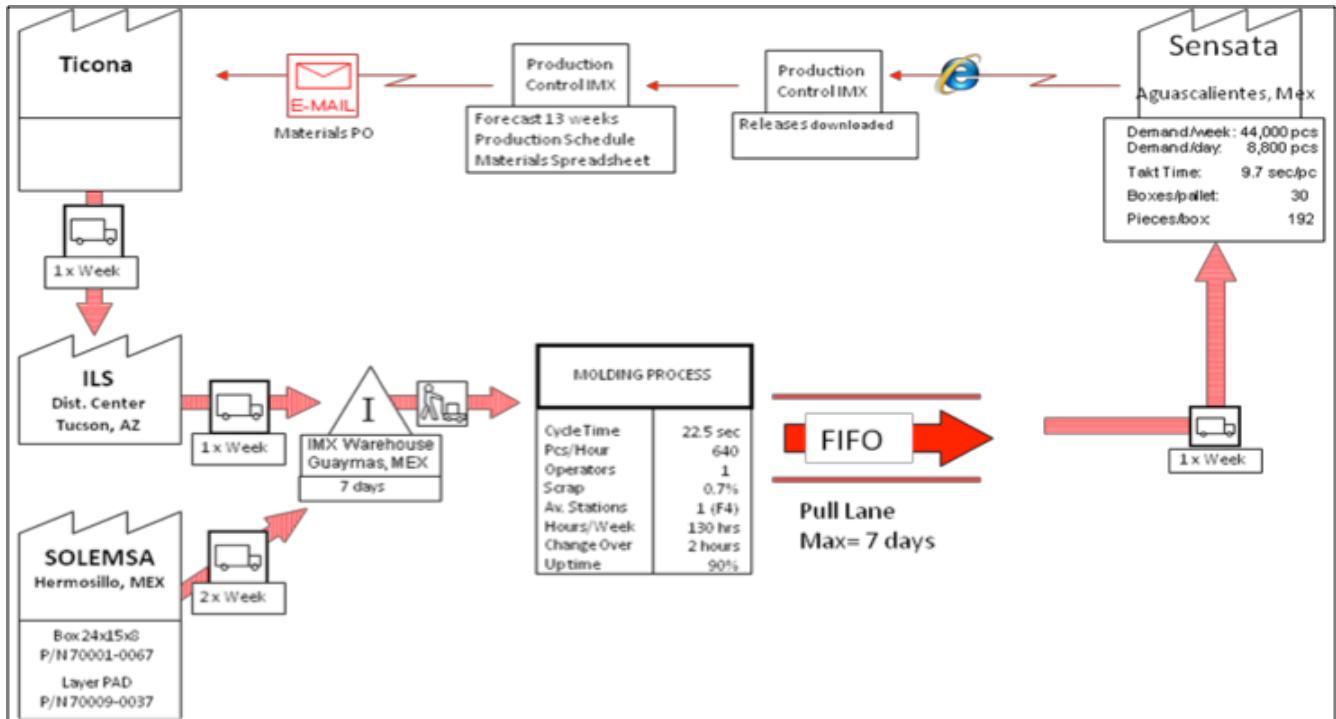 Ticona
E-MAIL
Materials PO
Production
Control IMX
Forecast 13 weeks
Production Schedule
Materials Spreadsheet
Production
Control IMX
Releases downloaded
Sensata
Aguascalientes, Mex
Demand/week: 44,000 pcs
Demand/day: 8,800 pcs
Takt Time: 9.7 sec/pc
Boxes/pallet: 30
Pieces/box: 192
1 x Week
ILS
Dist. Center
Tucson, AZ
1 x Week
I
IMX Warehouse
Guaymas, MEX
7 days
MOLDING PROCESS
Cycle Time 22.5 sec
Pcs/Hour 640
Operators 1
Scrap 0.7%
Av. Stations 1 (F4)
Hours/Week 130 hrs
Change Over 2 hours
Uptime 90%
FIFO
Pull Lane
Max= 7 days
1 x Week
SOLEMSA
Hermosillo, MEX
2 x Week
Box 24x15x8
P/N 70001-0067
Layer PAD
P/N 70009-0037